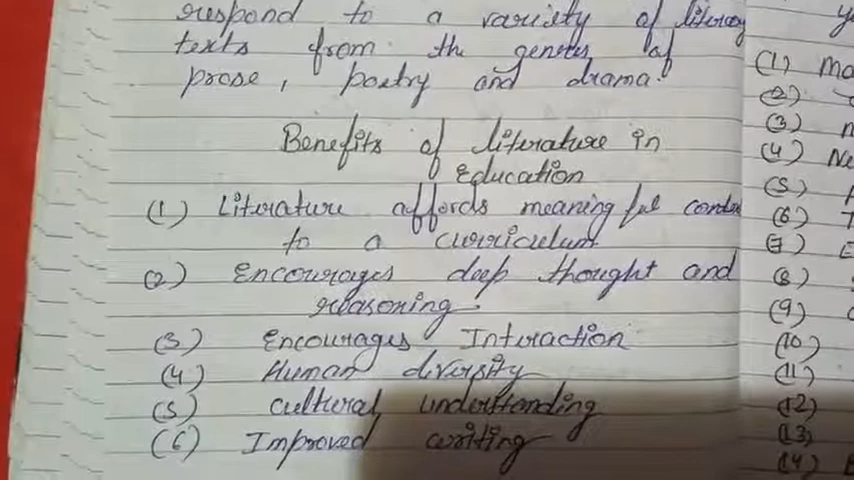 respond to a variety of literary
texts from the genres of
prose, poetry and drama.
Benefits of literature in
Education
(1) Literature affords meaningful
to a curriculum
(2) Encourages deep thought and
reasoning
(3) Encourages Interaction
(4) Human diversity
(5) cultural understanding
(6) Improved writing
(1)
(2)
(3)
(4) Ne
(5)
(6)
(7)
(8)
(9)
(10)
(11)
(12)
(13)
(14)